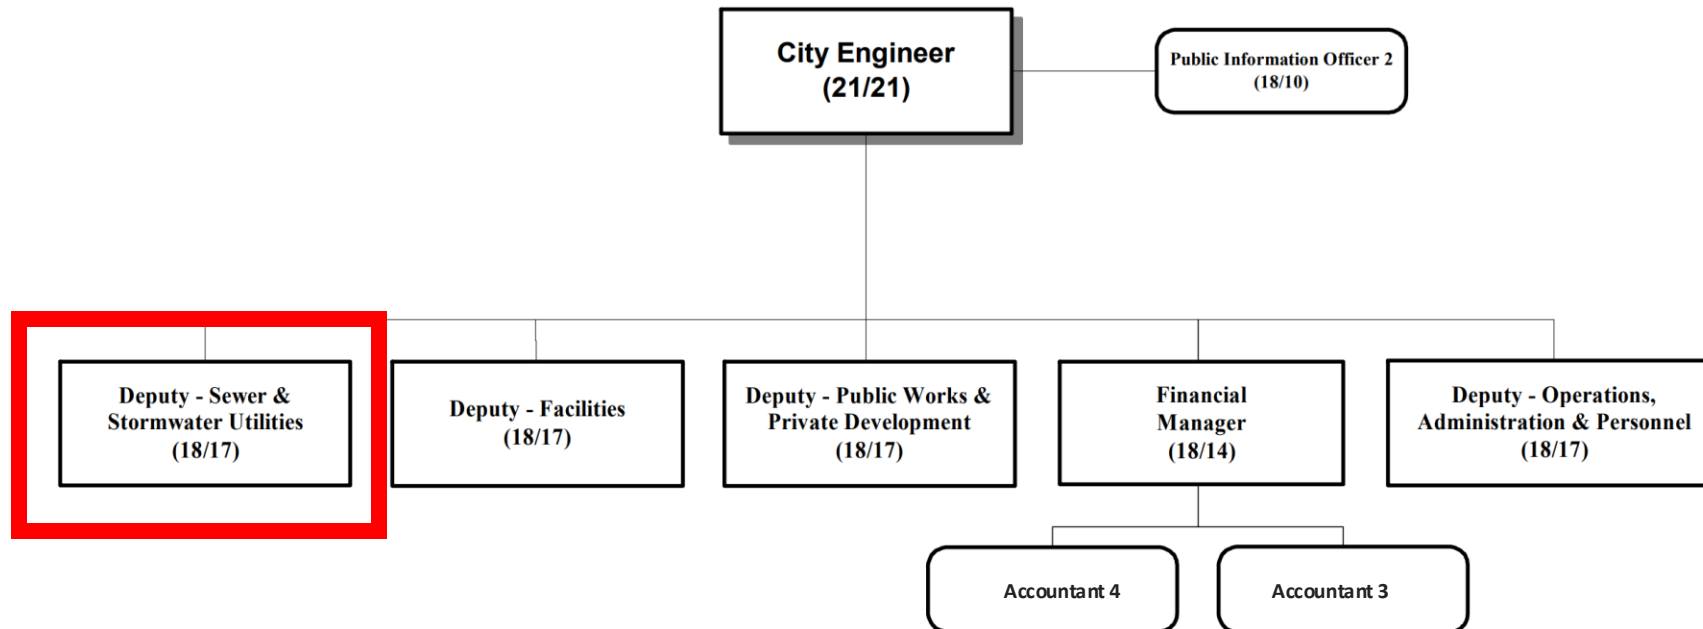 City Engineer
(21/21)
Public Information Officer 2
(18/10)
Deputy - Sewer &
Stormwater Utilities
(18/17)
Deputy - Facilities
(18/17)
Deputy - Public Works &
Private Development
(18/17)
Financial
Manager
(18/14)
Deputy - Operations,
Administration & Personnel
(18/17)
Accountant 4
Accountant 3